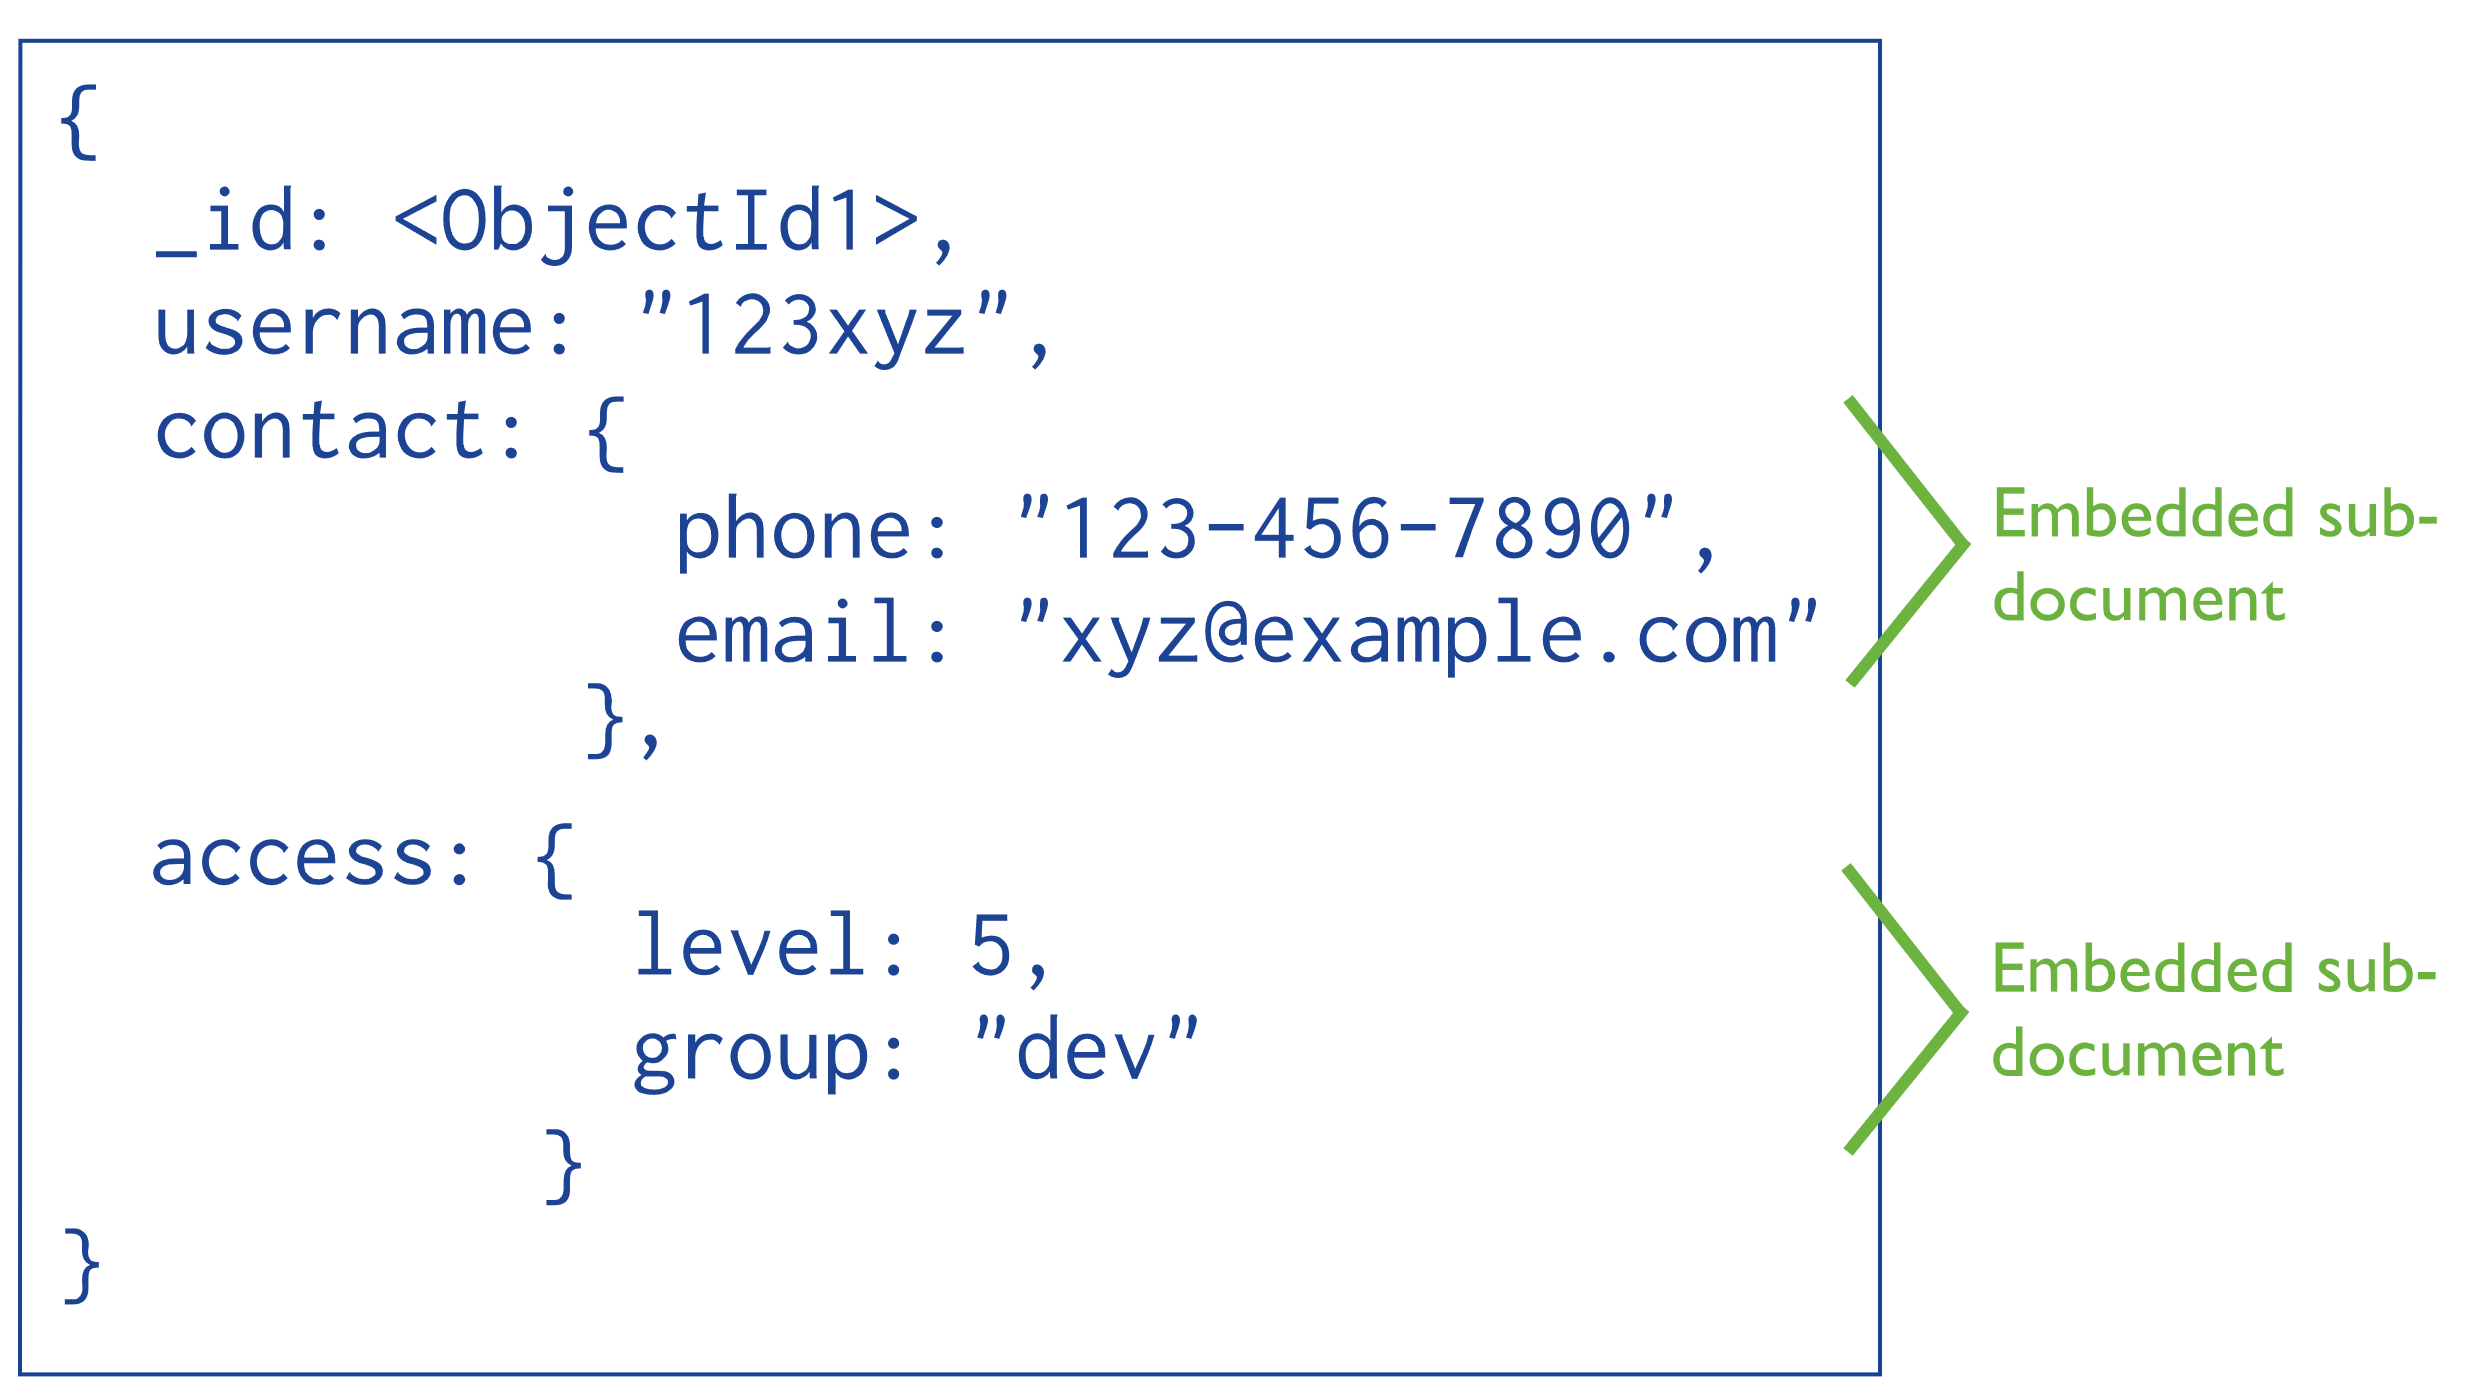 {
_id: <ObjectId1>,
username: "123xyz",
contact: {
phone: "123-456-7890",
email: "xyz@example.com"
},
Embedded sub-
document
access: {
level: 5,
group: "dev"
}
Embedded sub-
document
}